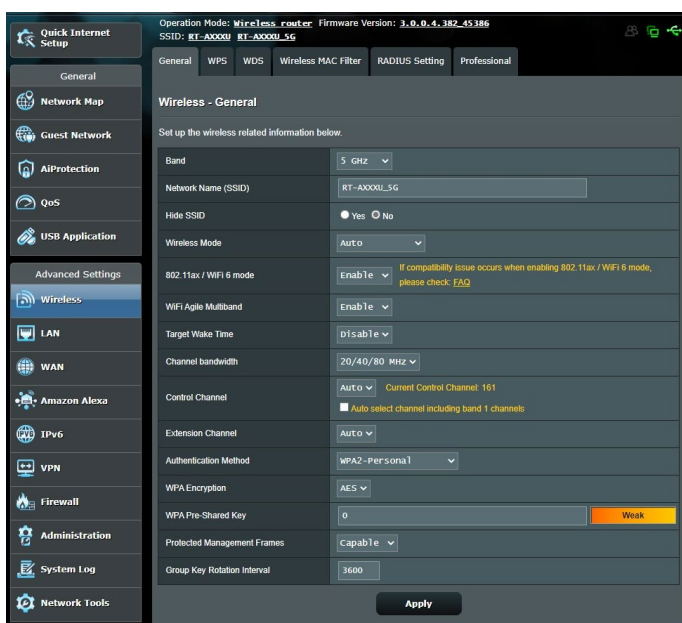 Quick Internet
Setup
General
Network Map
Guest Network
AiProtection
QoS
USB Application
Advanced Settings
Wireless
LAN
WAN
Amazon Alexa
IPv6
VPN
Firewall
Administration
System Log
Network Tools
Operation Mode: Wireless router Firmware Version: 3.0.0.4.382_45386
SSID: RT-AXXXU RT-AXXXU_5G
General WPS WDS Wireless MAC Filter RADIUS Setting Professional
Wireless - General
Set up the wireless related information below.
Band 5 GHz
Network Name (SSID) RT-AXXXU_5G
Hide SSID Yes No
Wireless Mode Auto
802.11ax / WiFi 6 mode Enable If compatibility issue occurs when enabling 802.11ax / WiFi 6 mode,
please check: FAQ
WiFi Agile Multiband Enable
Target Wake Time Disable
Channel bandwidth 20/40/80 MHz
Control Channel Auto Current Control Channel: 161
Auto select channel including band 1 channels
Extension Channel Auto
Authentication Method WPA2-Personal
WPA Encryption AES
WPA Pre-Shared Key 0 Weak
Protected Management Frames Capable
Group Key Rotation Interval 3600
Apply